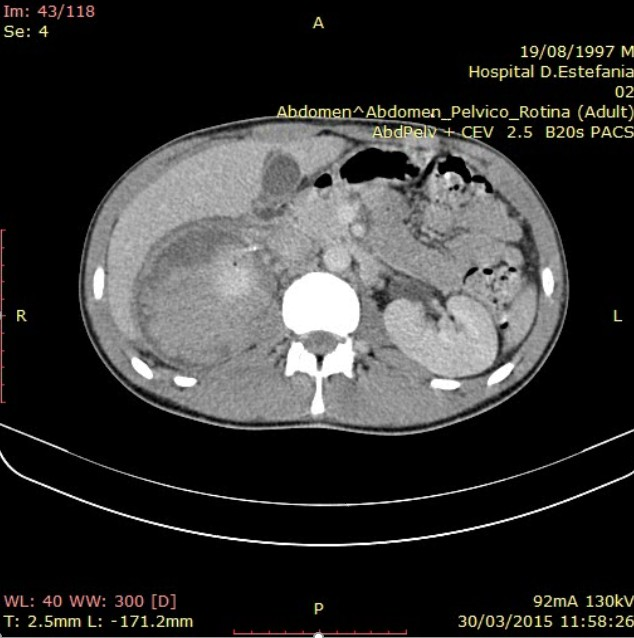 Im: 43/118
Se: 4
A
19/08/1997 M
Hospital D.Estefania
02
Abdomen^Abdomen_Pelvico_Rotina (Adult)
AbdPelv + CEV 2.5 B20s PACS
R
L
WL: 40 WW: 300 [D]
T: 2.5mm L: -171.2mm
P
92mA 130kV
30/03/2015 11:58:26